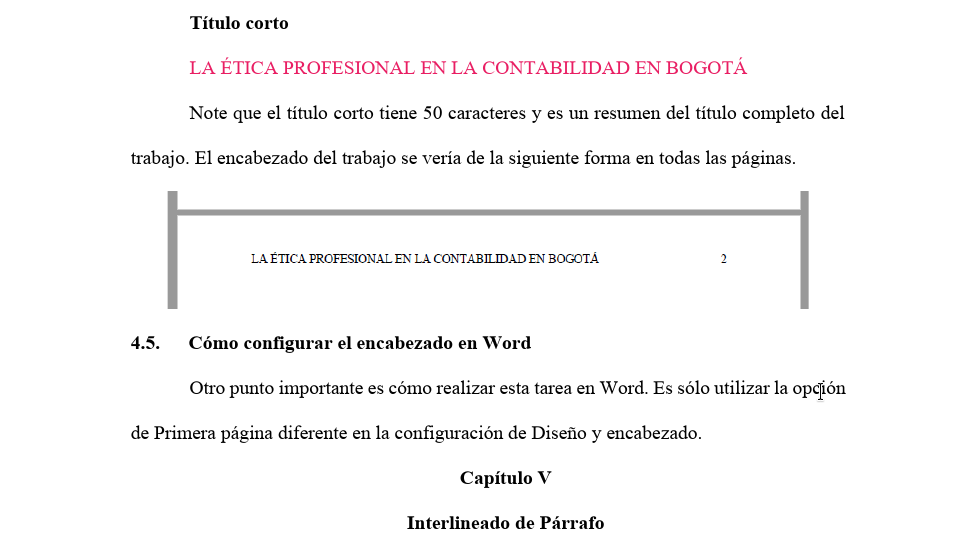 Título corto
LA ÉTICA PROFESIONAL EN LA CONTABILIDAD EN BOGOTÁ
Note que el título corto tiene 50 caracteres y es un resumen del título completo del
trabajo. El encabezado del trabajo se vería de la siguiente forma en todas las páginas.
LA ÉTICA PROFESIONAL EN LA CONTABILIDAD EN BOGOTÁ 2
4.5. Cómo configurar el encabezado en Word
Otro punto importante es cómo realizar esta tarea en Word. Es sólo utilizar la opción
de Primera página diferente en la configuración de Diseño y encabezado.
Capítulo V
Interlineado de Párrafo